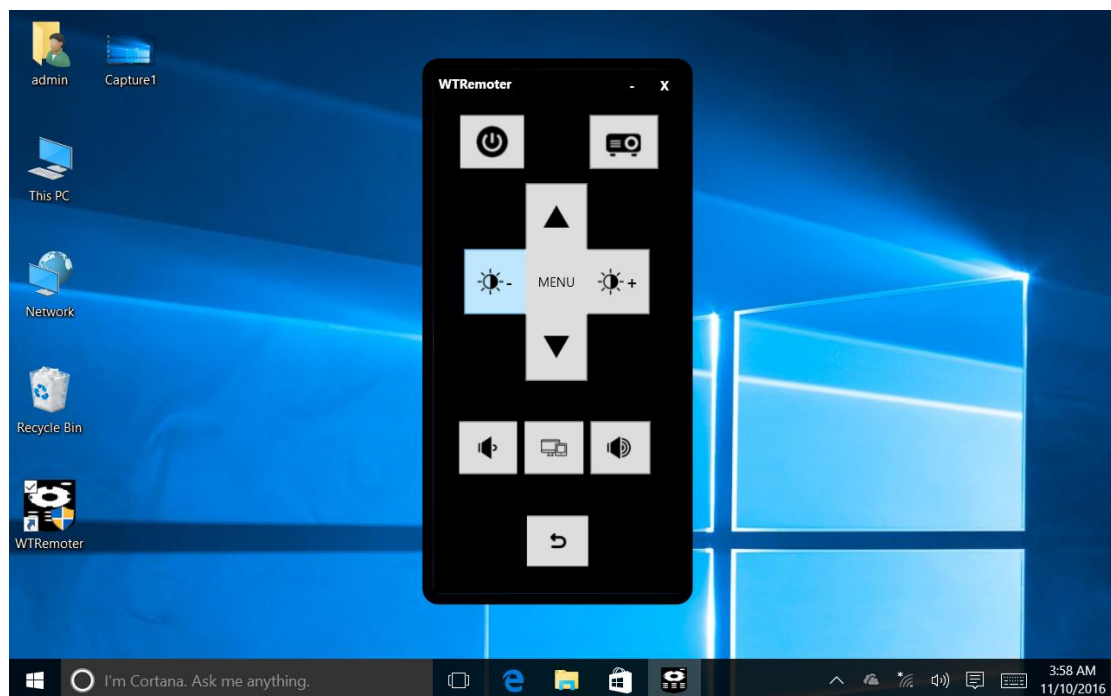 admin
Capture1
This PC
Network
Recycle Bin
WTRemoter
WTRemoter - X
- MENU +
I'm Cortana. Ask me anything.
3:58 AM
11/10/2016